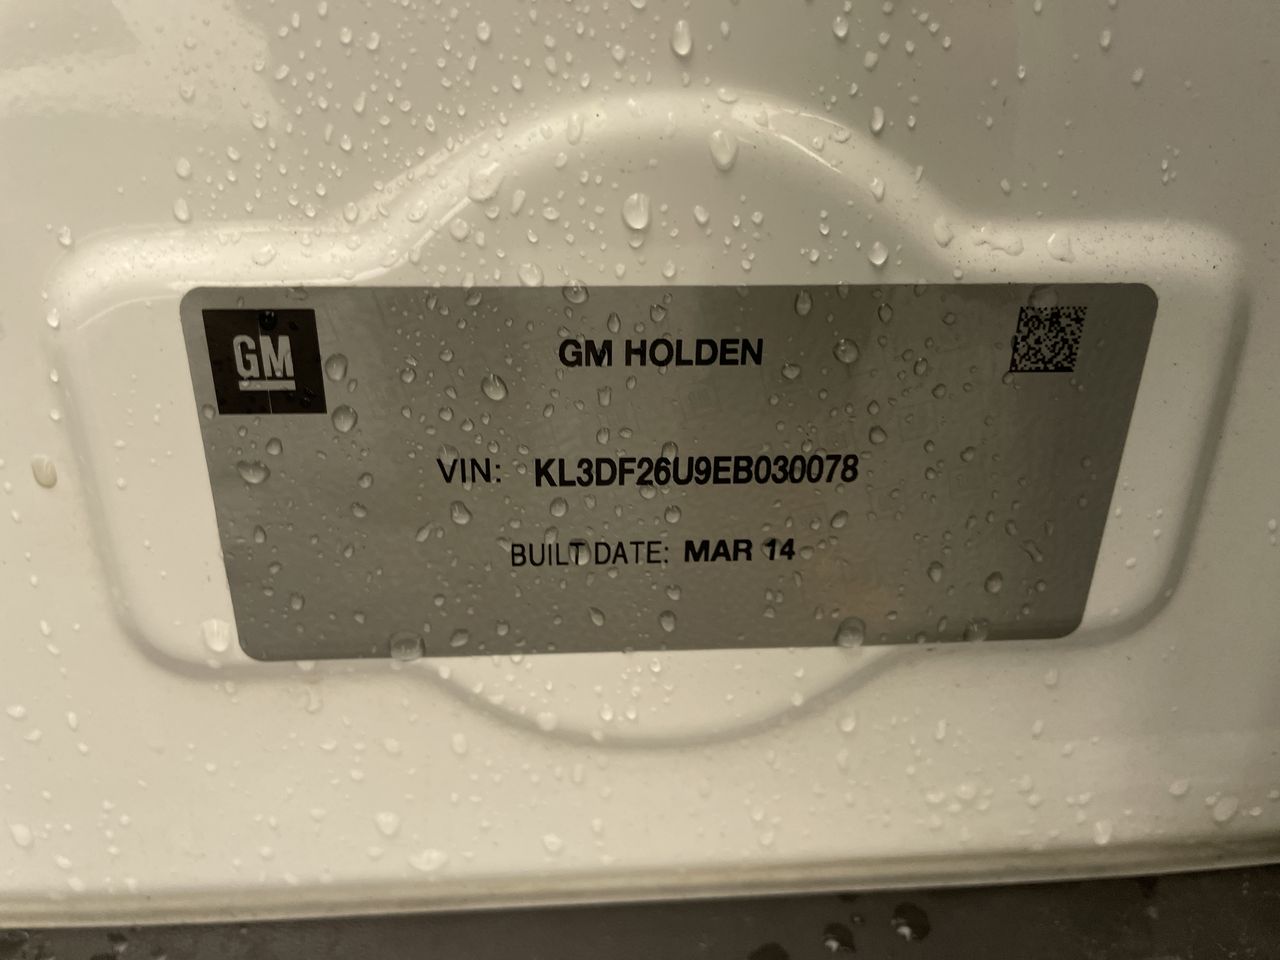 GM
GM HOLDEN
VIN: KL3DF26U9EB030078
BUILT DATE: MAR 14